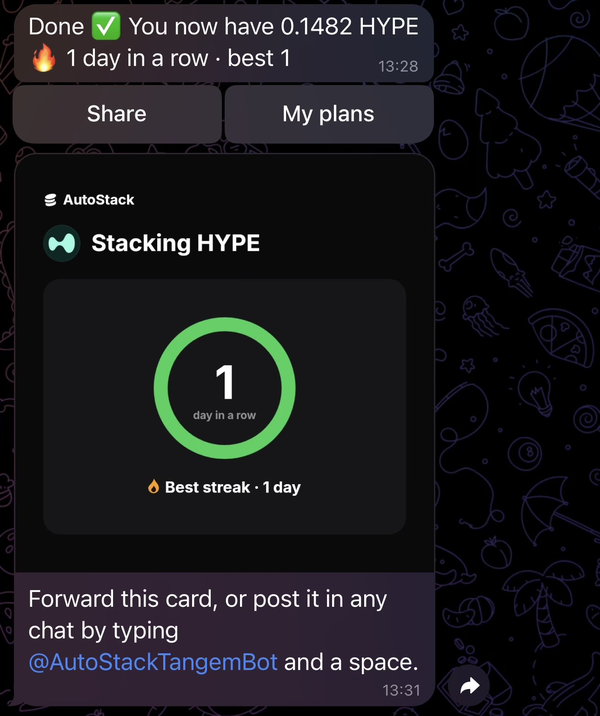 Done ✅ You now have 0.1482 HYPE
🔥 1 day in a row · best 1
13:28
Share
My plans
AutoStack
Stacking HYPE
1
day in a row
🔥 Best streak · 1 day
Forward this card, or post it in any
chat by typing
@AutoStackTangemBot and a space.
13:31
8